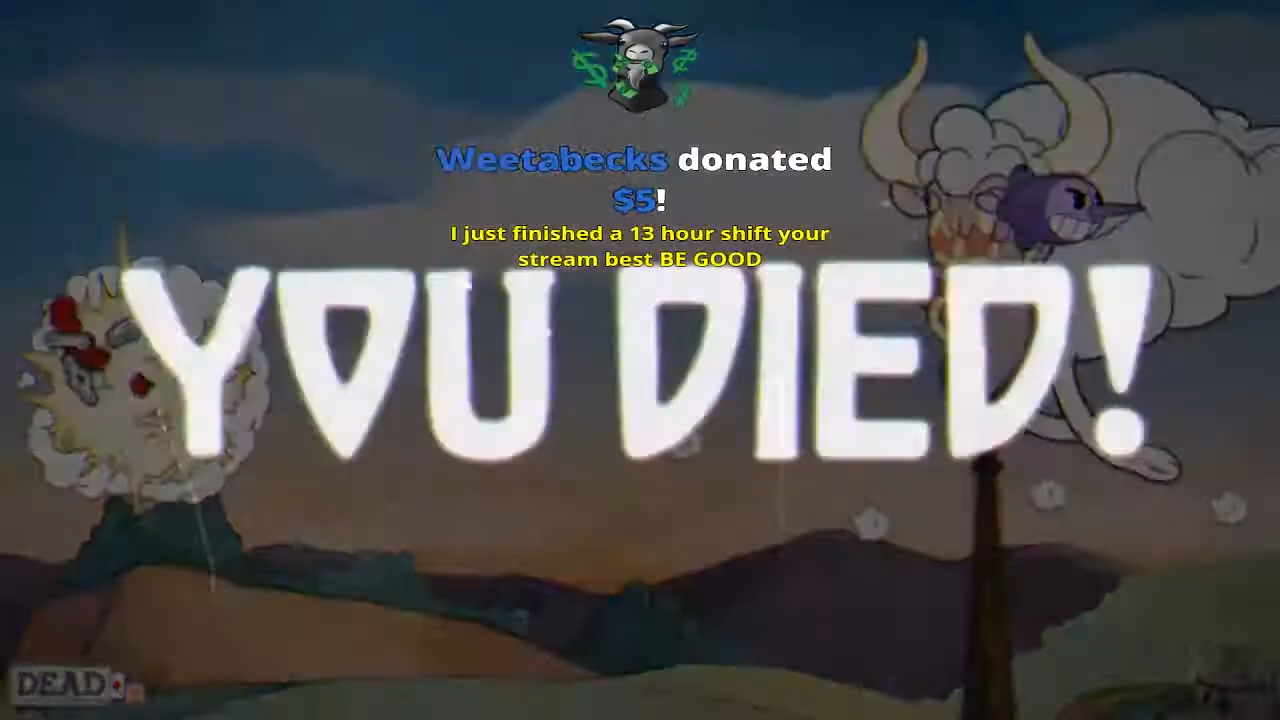 Weetabecks donated
$5!
I just finished a 13 hour shift your
stream best BE GOOD
YOU DIED!
DEAD